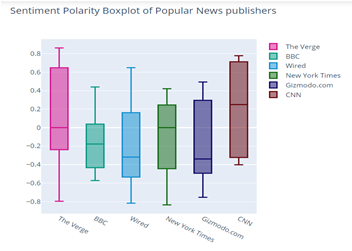 Sentiment Polarity Boxplot of Popular News publishers
0.8
0.6
0.4
0.2
0
−0.2
−0.4
−0.6
−0.8
The Verge
BBC
Wired
New York Times
Gizmodo.com
CNN
The Verge
BBC
Wired
New York Times
Gizmodo.com
CNN